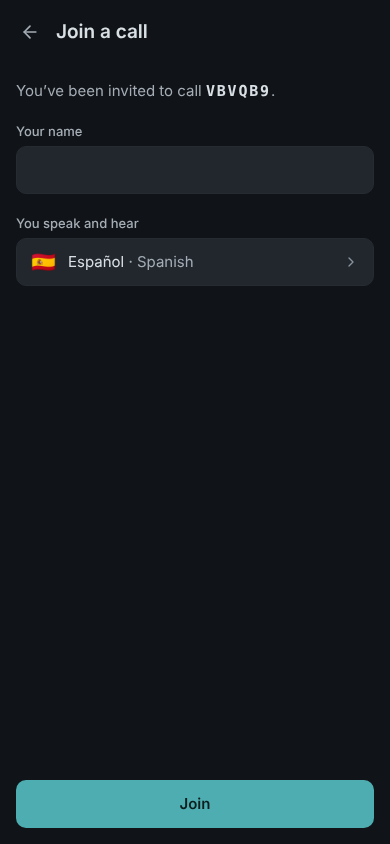 Join a call
You’ve been invited to call VBVQB9.
Your name
You speak and hear
Español · Spanish
Join